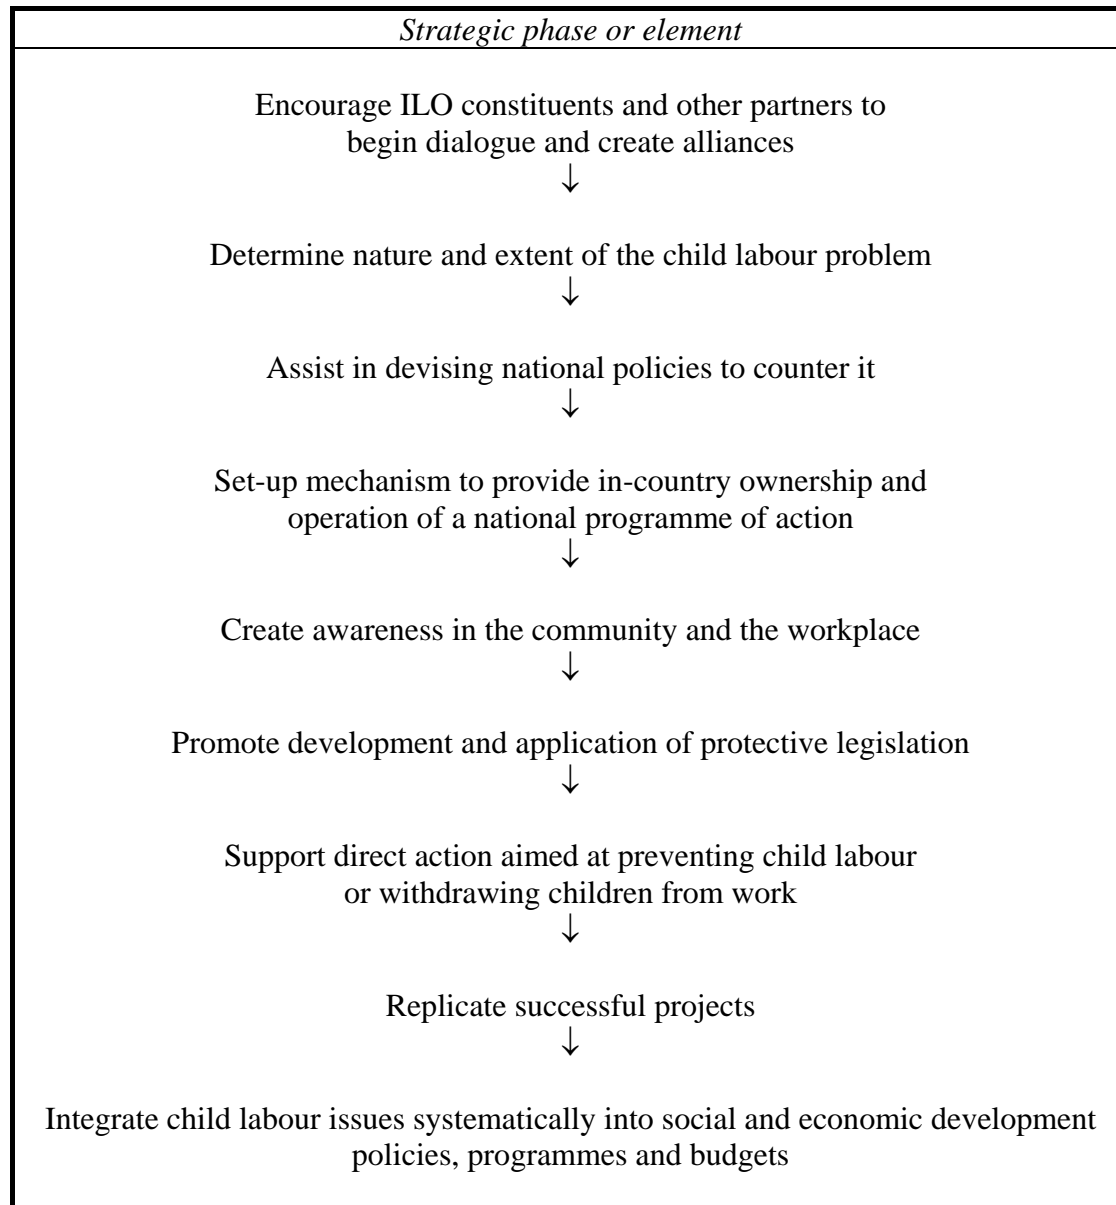 Strategic phase or element
Encourage ILO constituents and other partners to
begin dialogue and create alliances
↓
Determine nature and extent of the child labour problem
↓
Assist in devising national policies to counter it
↓
Set-up mechanism to provide in-country ownership and
operation of a national programme of action
↓
Create awareness in the community and the workplace
↓
Promote development and application of protective legislation
↓
Support direct action aimed at preventing child labour
or withdrawing children from work
↓
Replicate successful projects
↓
Integrate child labour issues systematically into social and economic development
policies, programmes and budgets